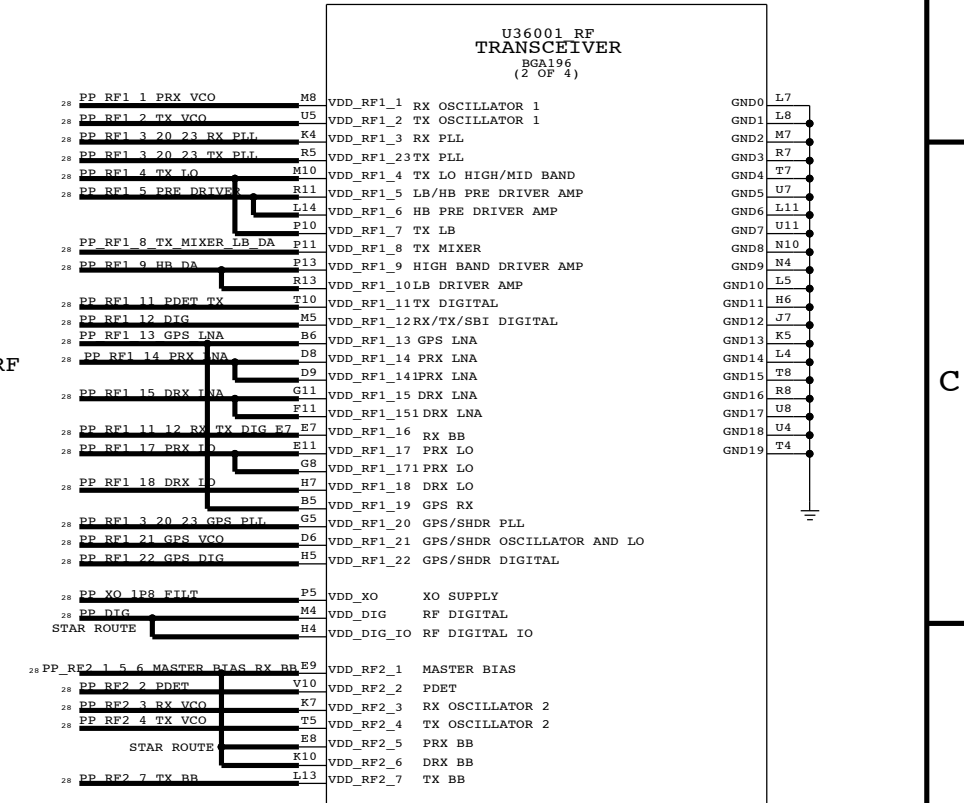 U36001_RF
TRANSCEIVER
BGA196
(2 OF 4)
28 PP_RF1_1_PRX_VCO M8 VDD_RF1_1 RX OSCILLATOR 1 GND0 L7
28 PP_RF1_2_TX_VCO U5 VDD_RF1_2 TX OSCILLATOR 1 GND1 L8
28 PP_RF1_3_20_23_RX_PLL K4 VDD_RF1_3 RX PLL GND2 M7
28 PP_RF1_3_20_23_TX_PLL R5 VDD_RF1_23 TX PLL GND3 R7
28 PP_RF1_4_TX_LO M10 VDD_RF1_4 TX LO HIGH/MID BAND GND4 T7
28 PP_RF1_5_PRE_DRIVER R11 VDD_RF1_5 LB/HB PRE DRIVER AMP GND5 U7
L14 VDD_RF1_6 HB PRE DRIVER AMP GND6 L11
P10 VDD_RF1_7 TX LB GND7 U11
28 PP_RF1_8_TX_MIXER_LB_DA P11 VDD_RF1_8 TX MIXER GND8 N10
28 PP_RF1_9_HB_DA P13 VDD_RF1_9 HIGH BAND DRIVER AMP GND9 N4
R13 VDD_RF1_10 LB DRIVER AMP GND10 L5
28 PP_RF1_11_PDET_TX T10 VDD_RF1_11 TX DIGITAL GND11 H6
28 PP_RF1_12_DIG M5 VDD_RF1_12 RX/TX/SBI DIGITAL GND12 J7
28 PP_RF1_13_GPS_LNA B6 VDD_RF1_13 GPS LNA GND13 K5
28 PP_RF1_14_PRX_LNA D8 VDD_RF1_14 PRX LNA GND14 L4
RF
D9 VDD_RF1_141 PRX LNA GND15 T8
C
28 PP_RF1_15_DRX_LNA G11 VDD_RF1_15 DRX LNA GND16 R8
F11 VDD_RF1_151 DRX LNA GND17 U8
28 PP_RF1_11_12_RX_TX_DIG_E7 E7 VDD_RF1_16 RX BB GND18 U4
28 PP_RF1_17_PRX_LO E11 VDD_RF1_17 PRX LO GND19 T4
G8 VDD_RF1_171 PRX LO
28 PP_RF1_18_DRX_LO H7 VDD_RF1_18 DRX LO
B5 VDD_RF1_19 GPS RX
28 PP_RF1_3_20_23_GPS_PLL G5 VDD_RF1_20 GPS/SHDR PLL
28 PP_RF1_21_GPS_VCO D6 VDD_RF1_21 GPS/SHDR OSCILLATOR AND LO
28 PP_RF1_22_GPS_DIG H5 VDD_RF1_22 GPS/SHDR DIGITAL
28 PP_XO_1P8_FILT P5 VDD_XO XO SUPPLY
28 PP_DIG M4 VDD_DIG RF DIGITAL
STAR ROUTE H4 VDD_DIG_IO RF DIGITAL IO
28 PP_RF2_1_5_6_MASTER_BIAS_RX_BB E9 VDD_RF2_1 MASTER BIAS
28 PP_RF2_2_PDET V10 VDD_RF2_2 PDET
28 PP_RF2_3_RX_VCO K7 VDD_RF2_3 RX OSCILLATOR 2
28 PP_RF2_4_TX_VCO T5 VDD_RF2_4 TX OSCILLATOR 2
STAR ROUTE E8 VDD_RF2_5 PRX BB
K10 VDD_RF2_6 DRX BB
28 PP_RF2_7_TX_BB L13 VDD_RF2_7 TX BB